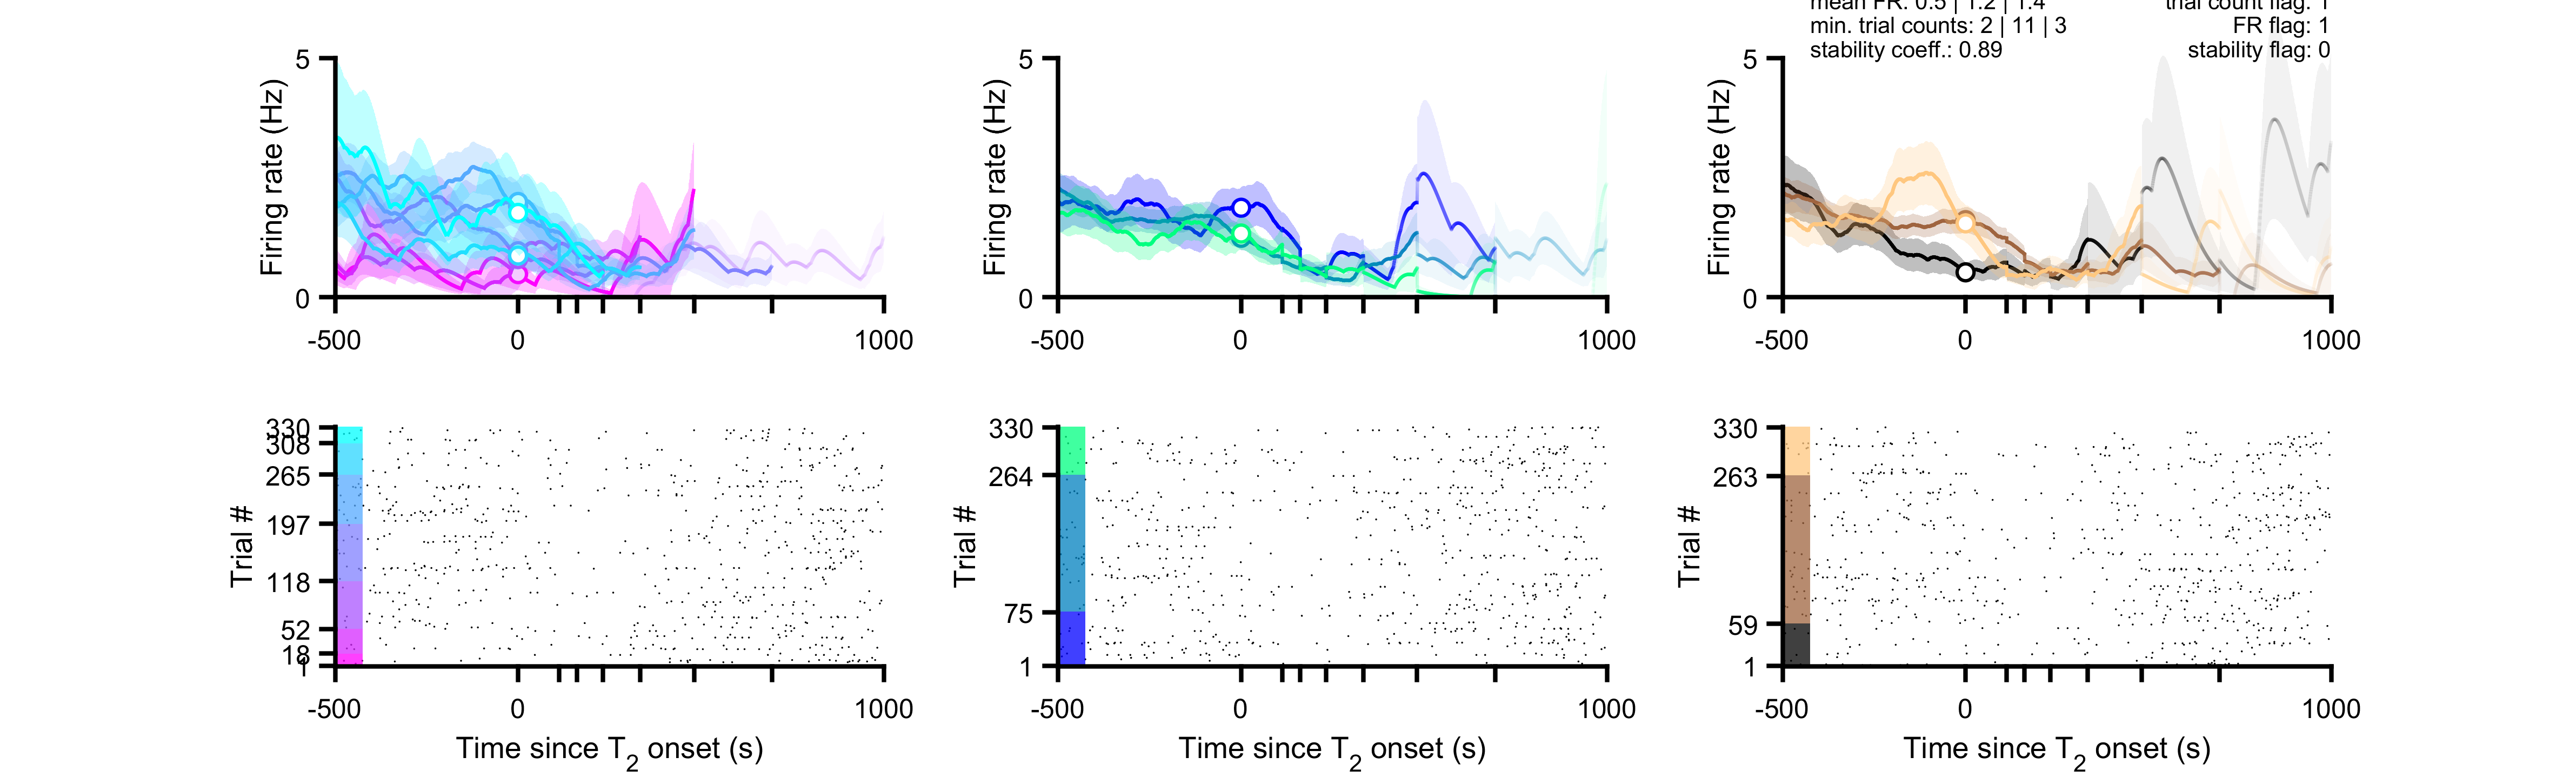 mean FR: 0.5 | 1.2 | 1.4 trial count flag: 1
min. trial counts: 2 | 11 | 3 FR flag: 1
stability coeff.: 0.89 stability flag: 0
5 5 5
Firing rate (Hz) Firing rate (Hz) Firing rate (Hz)
0 0 0
-500 0 1000 -500 0 1000 -500 0 1000
330 330 330
308
265 264 263
197
118
75
52 59
18
1 1 1
Trial # Trial # Trial #
-500 0 1000 -500 0 1000 -500 0 1000
Time since T2 onset (s) Time since T2 onset (s) Time since T2 onset (s)